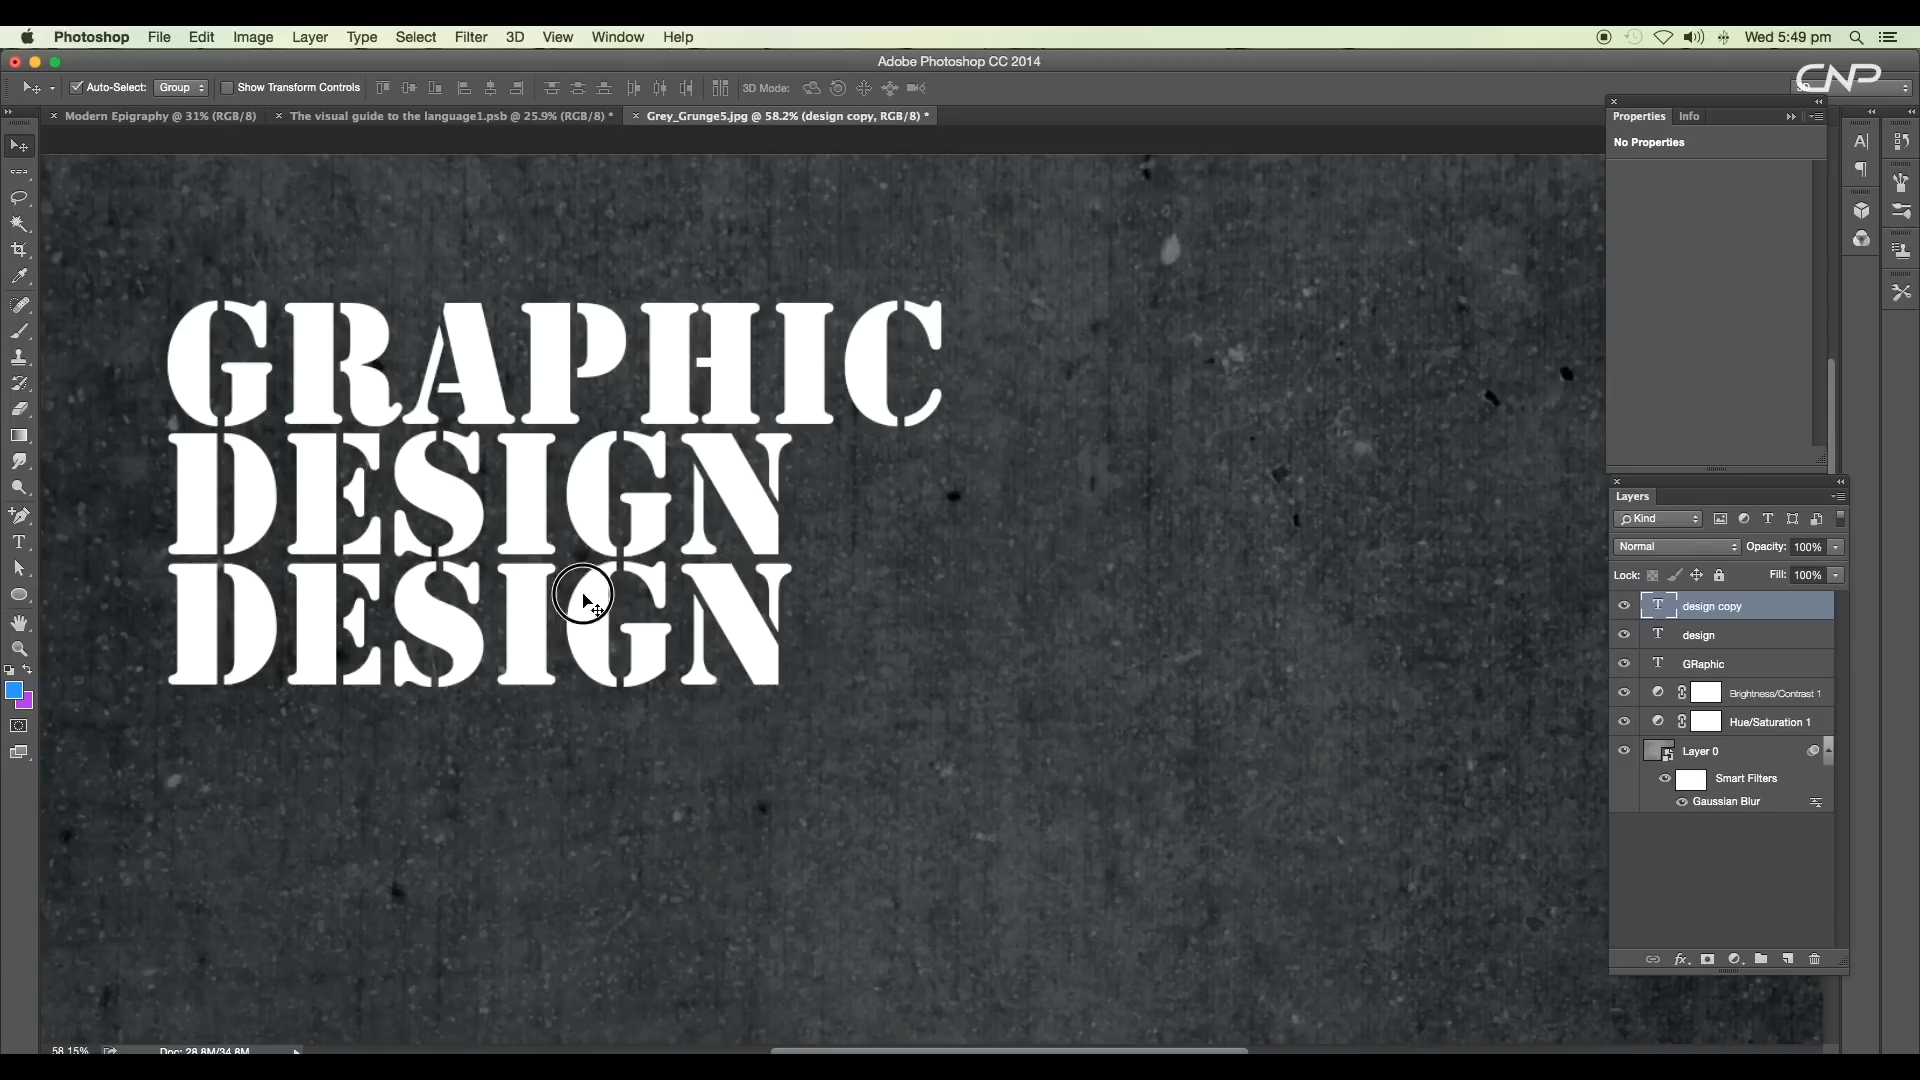 Photoshop File Edit Image Layer Type Select Filter 3D View Window Help Wed 5:49 pm
Adobe Photoshop CC 2014
Auto-Select: Group Show Transform Controls 3D Mode:
CNP
Modern Epigraphy @ 31% (RGB/8) The visual guide to the language1.psb @ 25.9% (RGB/8) * Grey_Grunge5.jpg @ 58.2% (design copy, RGB/8) *
Properties Info
No Properties
GRAPHIC
DESIGN
DESIGN
Layers
Kind
Normal Opacity: 100%
Lock: Fill: 100%
design copy
design
GRaphic
Brightness/Contrast 1
Hue/Saturation 1
Layer 0
Smart Filters
Gaussian Blur
58.15% Doc: 28.8M/34.8M